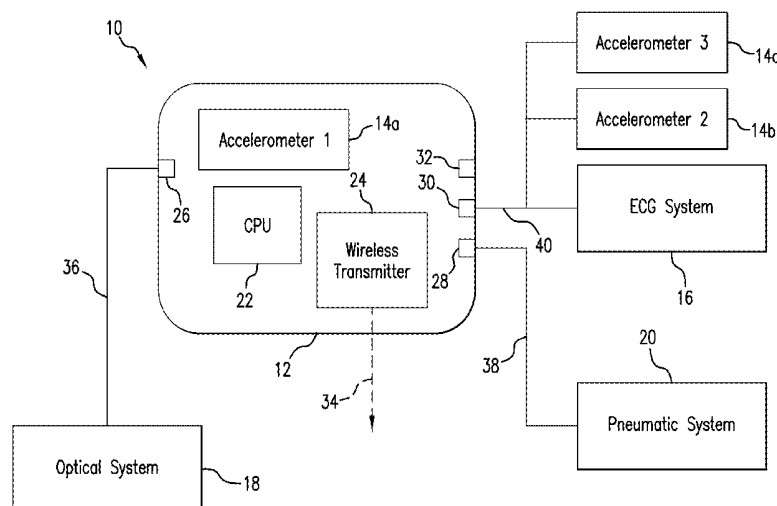 10
Accelerometer 3
14c
Accelerometer 2
14b
Accelerometer 1
14a
32
26
24
30
ECG System
CPU
Wireless
Transmitter
40
22
28
16
36
12
20
38
34
Pneumatic System
Optical System
18